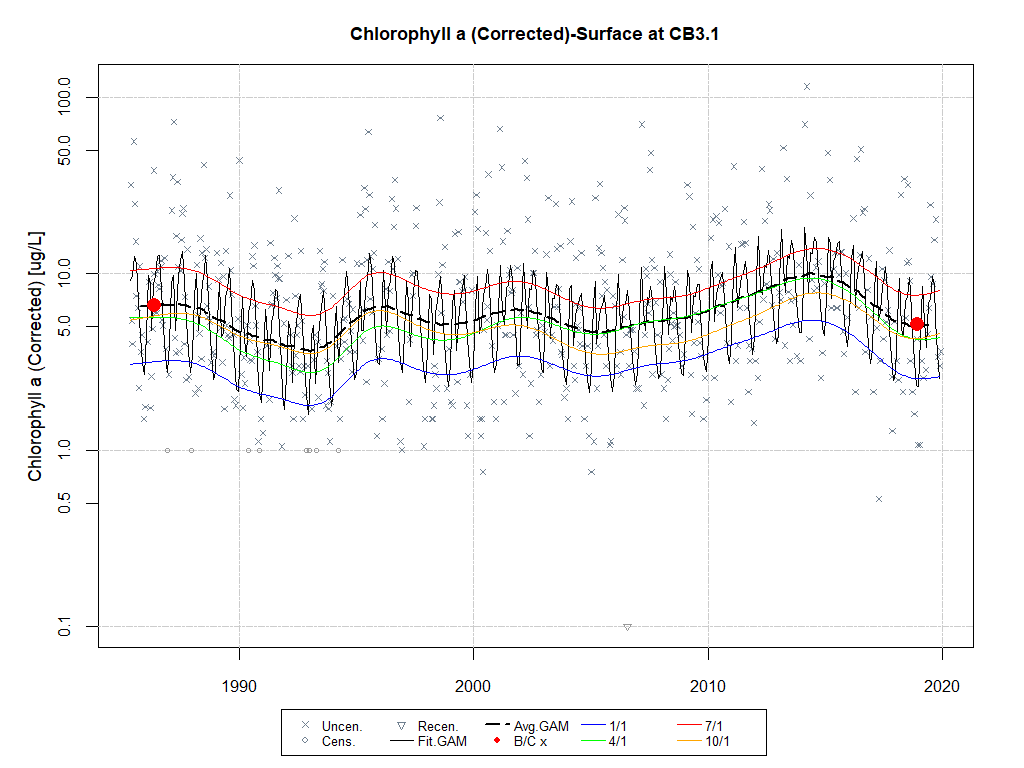 Chlorophyll a (Corrected)-Surface at CB3.1
Chlorophyll a (Corrected) [ug/L]
100.0
50.0
10.0
5.0
1.0
0.5
0.1
1990 2000 2010 2020
Uncen. Recen. Avg.GAM 1/1 7/1
Cens. Fit.GAM B/C x 4/1 10/1